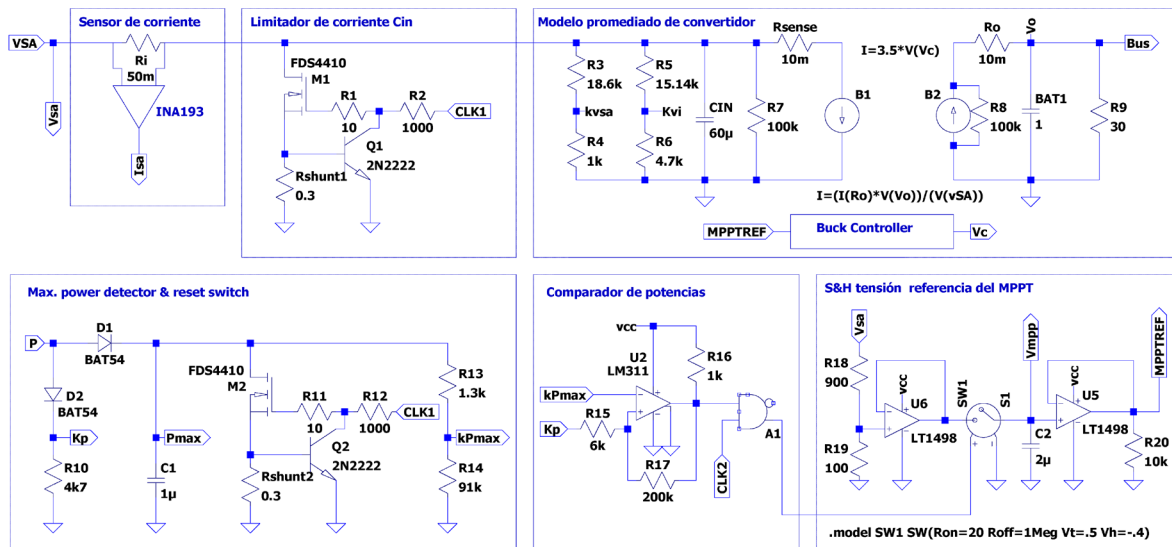 Sensor de corriente
VSA
Ri
50m
INA193
Vsa
Isa
Limitador de corriente Cin
FDS4410
M1
R1
10
R2
1000
CLK1
Q1
2N2222
Rshunt1
0.3
Modelo promediado de convertidor
R3
18.6k
kvsa
R4
1k
R5
15.14k
Kvi
R6
4.7k
CIN
60µ
R7
100k
Rsense
10m
B1
I=3.5*V(Vc)
B2
R8
100k
Ro
10m
Vo
BAT1
1
R9
30
Bus
I=(I(Ro)*V(Vo))/(V(vSA))
MPPTREF
Buck Controller
Vc
Max. power detector & reset switch
P
D1
BAT54
D2
BAT54
Kp
R10
4k7
Pmax
C1
1µ
FDS4410
M2
R11
10
R12
1000
CLK1
Q2
2N2222
Rshunt2
0.3
R13
1.3k
kPmax
R14
91k
Comparador de potencias
vcc
U2
LM311
R16
1k
kPmax
Kp
R15
6k
R17
200k
CLK2
A1
S&H tensión referencia del MPPT
Vsa
R18
900
R19
100
vcc
U6
LT1498
SW1
S1
Vmpp
C2
2µ
vcc
U5
LT1498
MPPTREF
R20
10k
.model SW1 SW(Ron=20 Roff=1Meg Vt=.5 Vh=-.4)